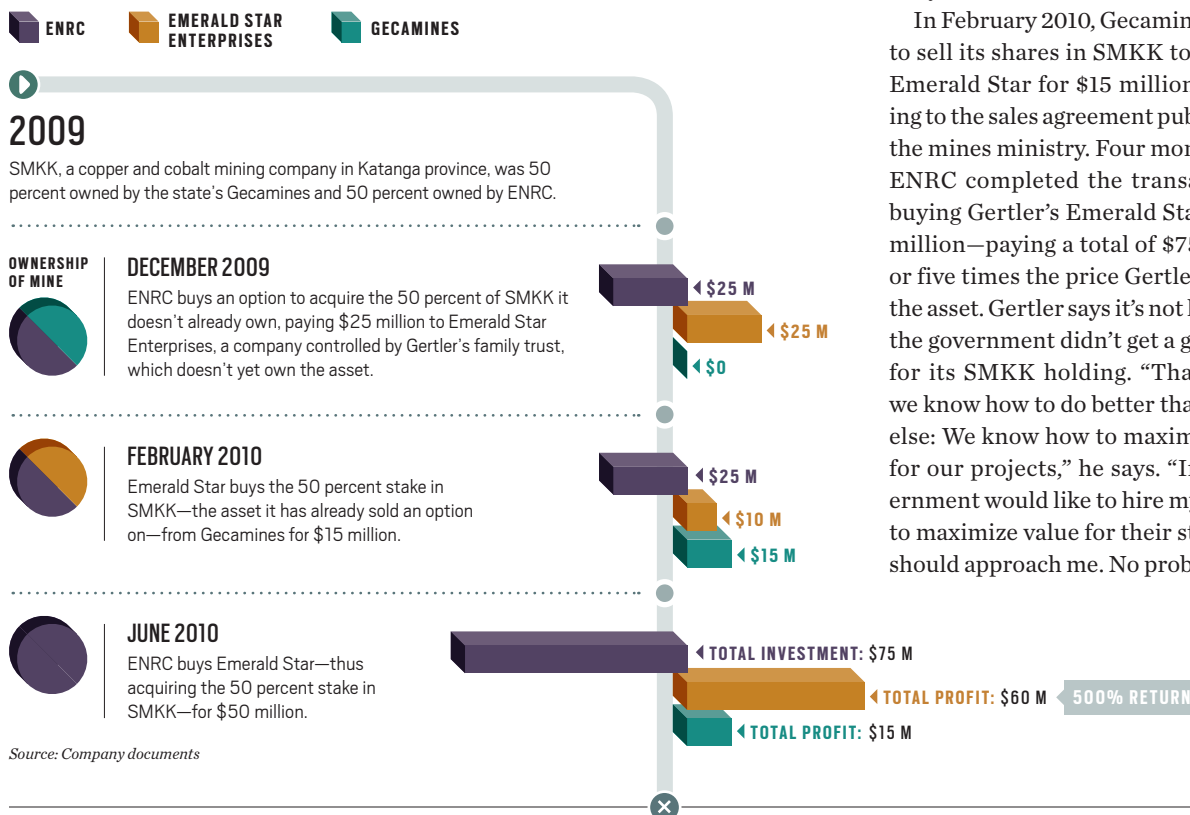 ENRC
EMERALD STAR
ENTERPRISES
GECAMINES
2009
SMKK, a copper and cobalt mining company in Katanga province, was 50
percent owned by the state's Gecamines and 50 percent owned by ENRC.
OWNERSHIP
OF MINE
DECEMBER 2009
ENRC buys an option to acquire the 50 percent of SMKK it
doesn't already own, paying $25 million to Emerald Star
Enterprises, a company controlled by Gertler's family trust,
which doesn't yet own the asset.
$25 M
$25 M
$0
FEBRUARY 2010
Emerald Star buys the 50 percent stake in
SMKK—the asset it has already sold an option
on—from Gecamines for $15 million.
$25 M
$10 M
$15 M
JUNE 2010
ENRC buys Emerald Star—thus
acquiring the 50 percent stake in
SMKK—for $50 million.
TOTAL INVESTMENT: $75 M
TOTAL PROFIT: $60 M
500% RETURN
TOTAL PROFIT: $15 M
Source: Company documents
In February 2010, Gecamin
to sell its shares in SMKK to
Emerald Star for $15 million
ing to the sales agreement pub
the mines ministry. Four mon
ENRC completed the transa
buying Gertler's Emerald Sta
million—paying a total of $75
or five times the price Gertle
the asset. Gertler says it's not
the government didn't get a g
for its SMKK holding. "Tha
we know how to do better tha
else: We know how to maxim
for our projects," he says. "I
ernment would like to hire my
to maximize value for their st
should approach me. No prob